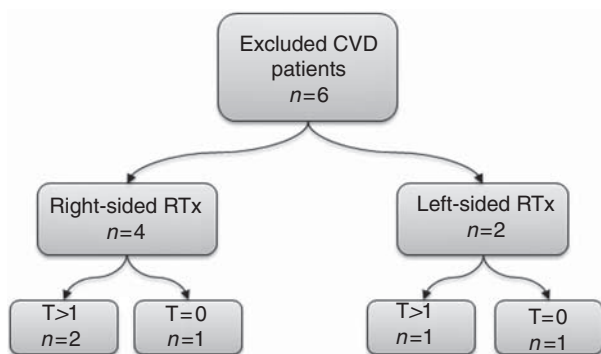 Excluded CVD
patients
n=6
Right-sided RTx
n=4
Left-sided RTx
n=2
T>1
n=2
T=0
n=1
T>1
n=1
T=0
n=1